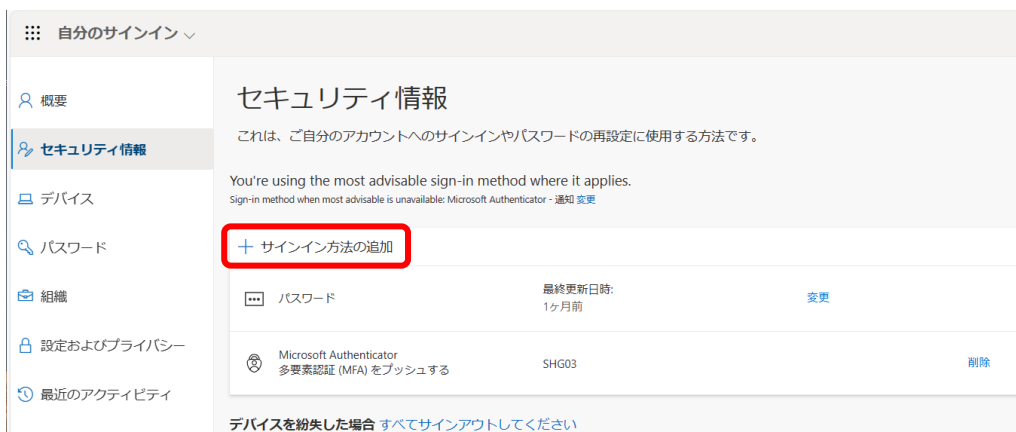 自分のサインイン
概要
セキュリティ情報
デバイス
パスワード
組織
設定およびプライバシー
最近のアクティビティ
セキュリティ情報
これは、ご自分のアカウントへのサインインやパスワードの再設定に使用する方法です。
You're using the most advisable sign-in method where it applies.
Sign-in method when most advisable is unavailable: Microsoft Authenticator - 通知 変更
サインイン方法の追加
パスワード 最終更新日時: 変更
1ヶ月前
Microsoft Authenticator SHG03 削除
多要素認証 (MFA) をプッシュする
デバイスを紛失した場合 すべてサインアウトしてください